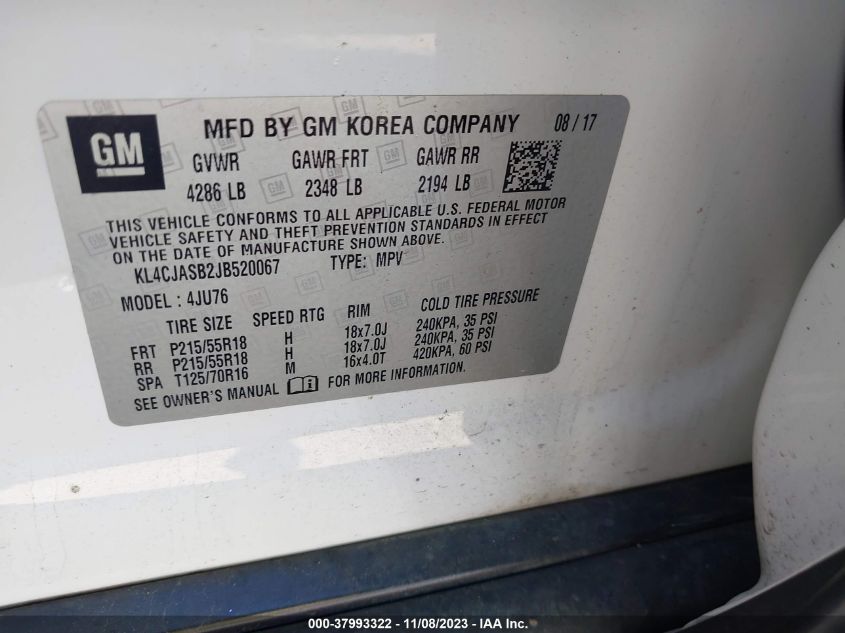 GM
MFD BY GM KOREA COMPANY 08 / 17
GVWR GAWR FRT GAWR RR
4286 LB 2348 LB 2194 LB
THIS VEHICLE CONFORMS TO ALL APPLICABLE U.S. FEDERAL MOTOR
VEHICLE SAFETY AND THEFT PREVENTION STANDARDS IN EFFECT
ON THE DATE OF MANUFACTURE SHOWN ABOVE.
KL4CJASB2JB520067 TYPE: MPV
MODEL : 4JU76
TIRE SIZE SPEED RTG RIM COLD TIRE PRESSURE
FRT P215/55R18 H 18x7.0J 240KPA, 35 PSI
RR P215/55R18 H 18x7.0J 240KPA, 35 PSI
SPA T125/70R16 M 16x4.0T 420KPA, 60 PSI
SEE OWNER'S MANUAL FOR MORE INFORMATION.
000-37993322 - 11/08/2023 - IAA Inc.